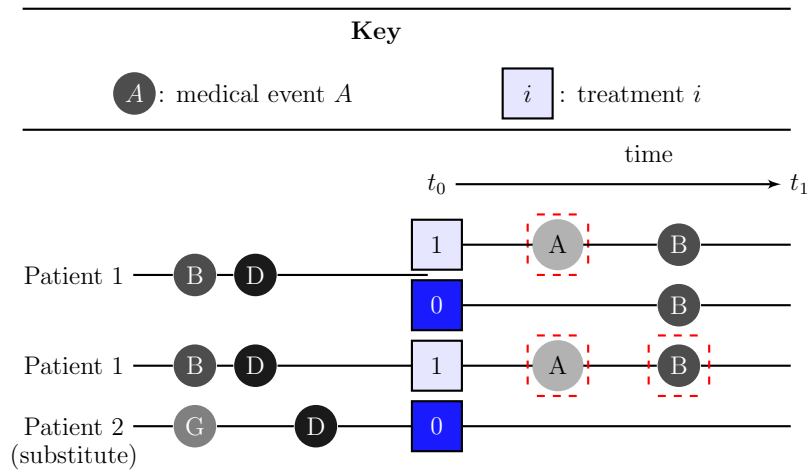 Key
A : medical event A
i : treatment i
time
t₀ t₁
1 A B
Patient 1 B D
0 B
Patient 1 B D 1 A B
Patient 2 G D 0
(substitute)